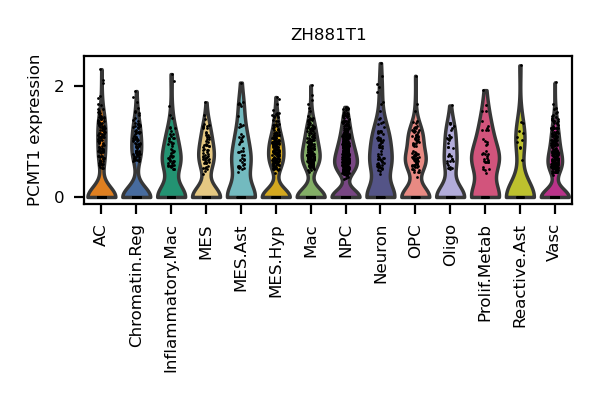 ZH881T1
PCMT1 expression
2
0
AC
Chromatin.Reg
Inflammatory.Mac
MES
MES.Ast
MES.Hyp
Mac
NPC
Neuron
OPC
Oligo
Prolif.Metab
Reactive.Ast
Vasc